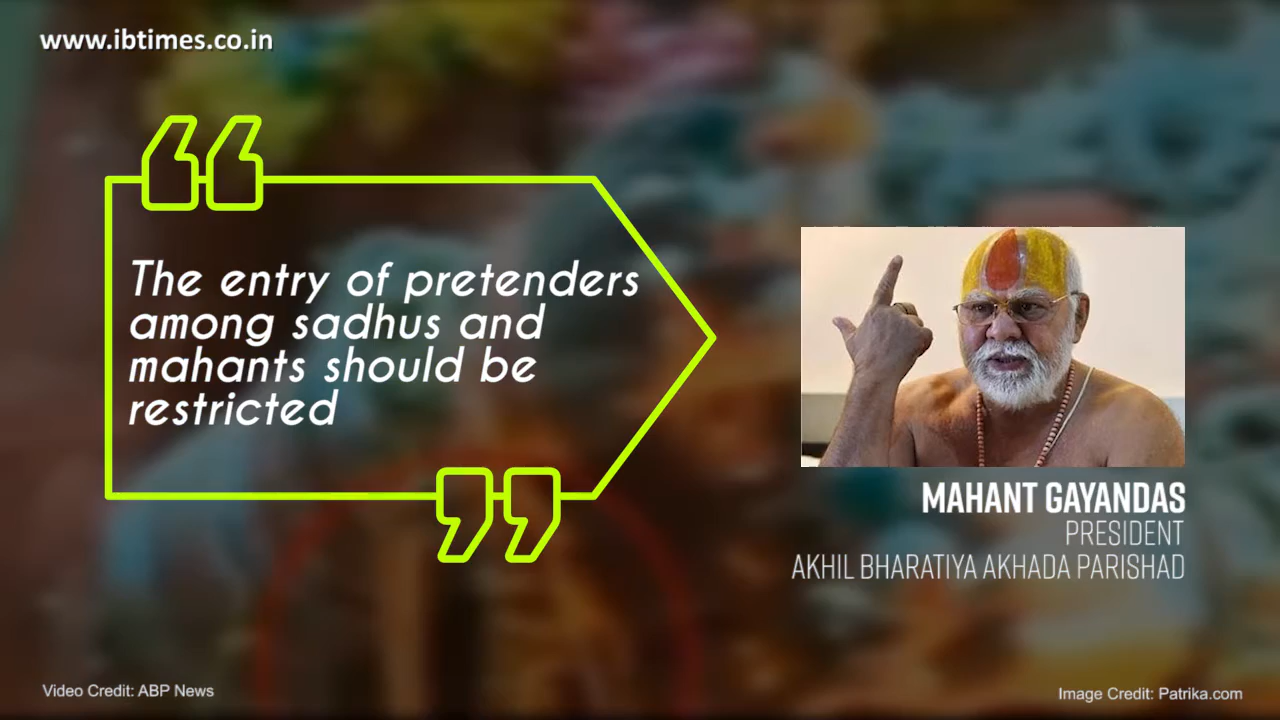 www.ibtimes.co.in
The entry of pretenders
among sadhus and
mahants should be
restricted
MAHANT GAYANDAS
PRESIDENT
AKHIL BHARATIYA AKHADA PARISHAD
Video Credit: ABP News
Image Credit: Patrika.com